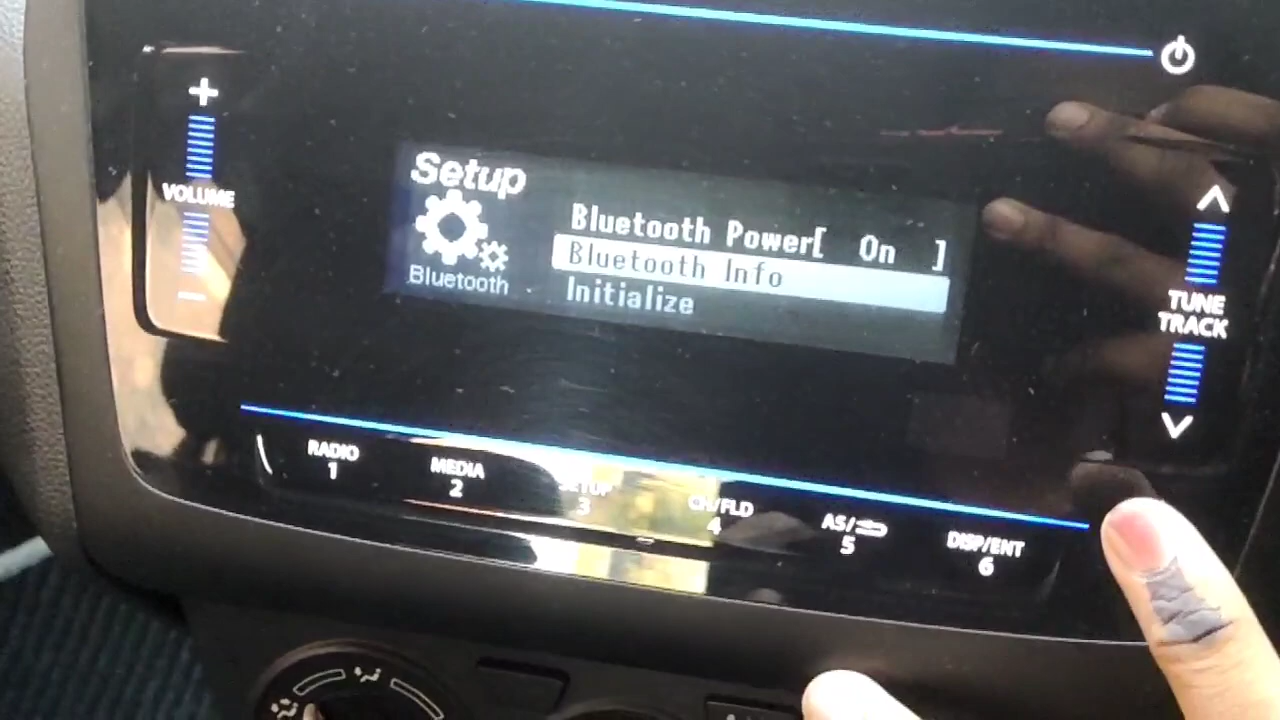 Setup
Bluetooth
Bluetooth Power[ On ]
Bluetooth Info
Initialize
+
VOLUME
−
TUNE
TRACK
RADIO
1
MEDIA
2
SETUP
3
CH/FLD
4
AS/
5
DISP/ENT
6